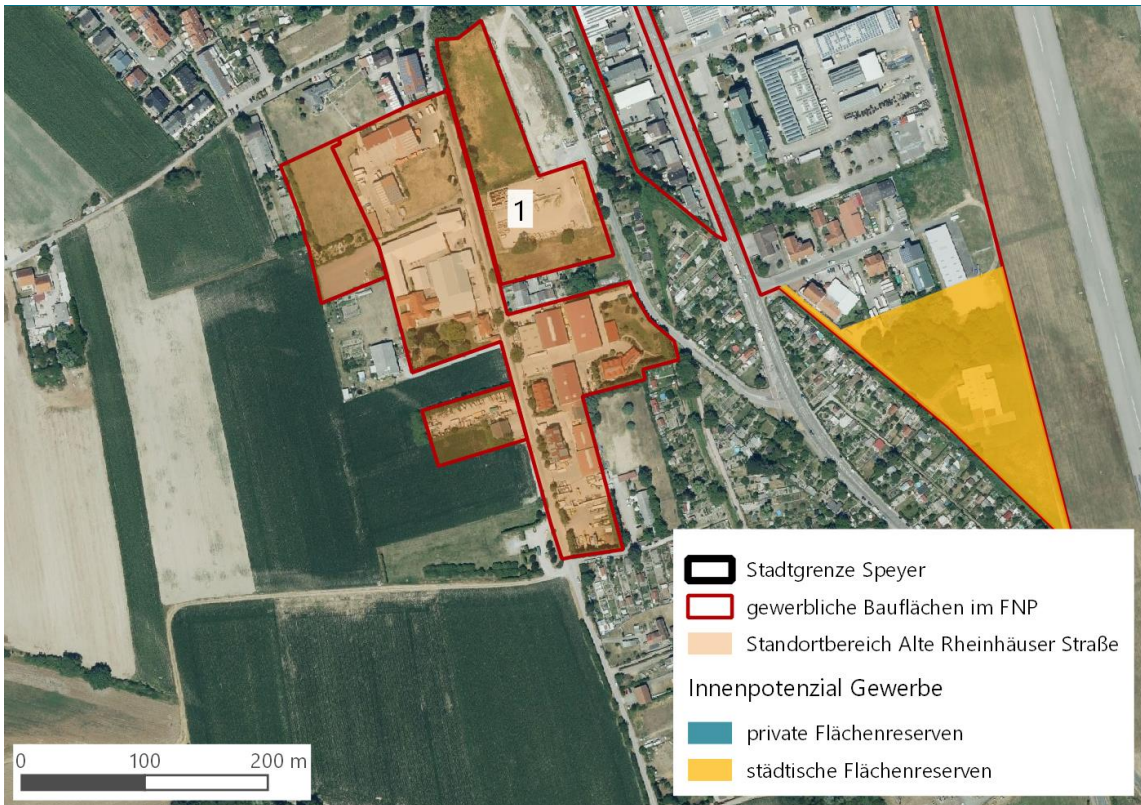 1
Stadtgrenze Speyer
gewerbliche Bauflächen im FNP
Standortbereich Alte Rheinhäuser Straße
Innenpotenzial Gewerbe
private Flächenreserven
städtische Flächenreserven
0 100 200 m